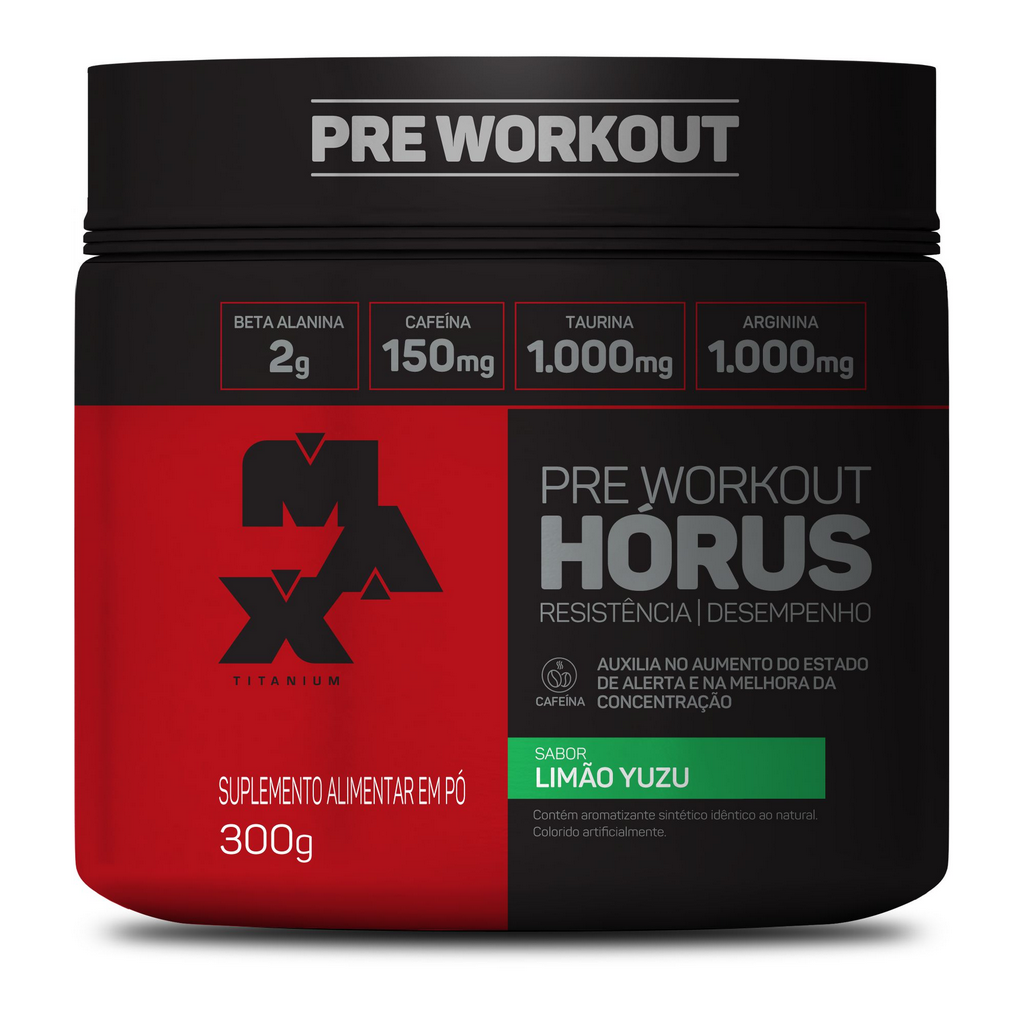 PRE WORKOUT
BETA ALANINA
2g
CAFEÍNA
150mg
TAURINA
1.000mg
ARGININA
1.000mg
MAX
TITANIUM
PRE WORKOUT
HÓRUS
RESISTÊNCIA | DESEMPENHO
CAFEÍNA
AUXILIA NO AUMENTO DO ESTADO
DE ALERTA E NA MELHORA DA
CONCENTRAÇÃO
SABOR
LIMÃO YUZU
Contém aromatizante sintético idêntico ao natural.
Colorido artificialmente.
SUPLEMENTO ALIMENTAR EM PÓ
300g